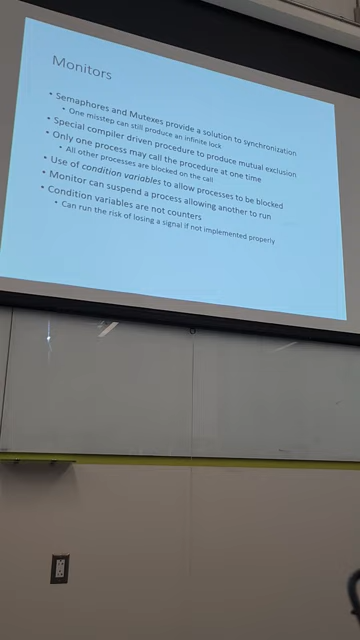 Monitors
• Semaphores and Mutexes provide a solution to synchronization
• One misstep can still produce an infinite lock
• Special compiler driven procedure to produce mutual exclusion
• Only one process may call the procedure at one time
• All other processes are blocked on the call
• Use of condition variables to allow processes to be blocked
• Monitor can suspend a process allowing another to run
• Condition variables are not counters
• Can run the risk of losing a signal if not implemented properly